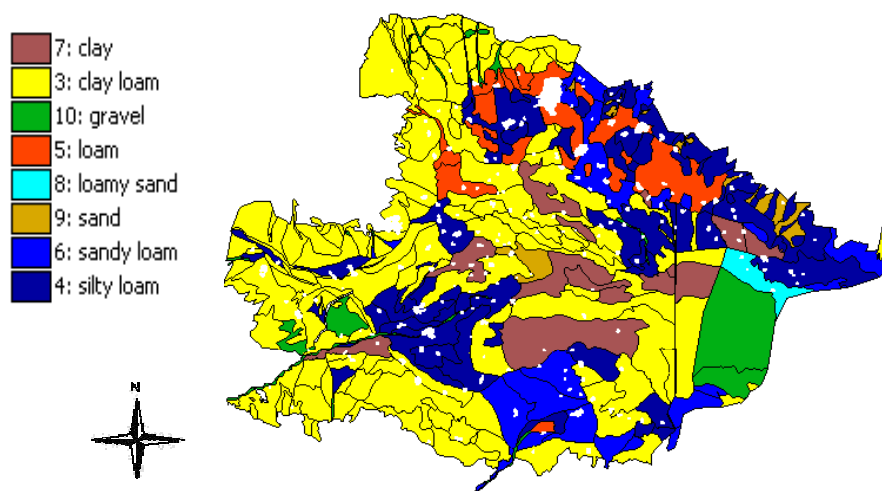 7: clay
3: clay loam
10: gravel
5: loam
8: loamy sand
9: sand
6: sandy loam
4: silty loam
N